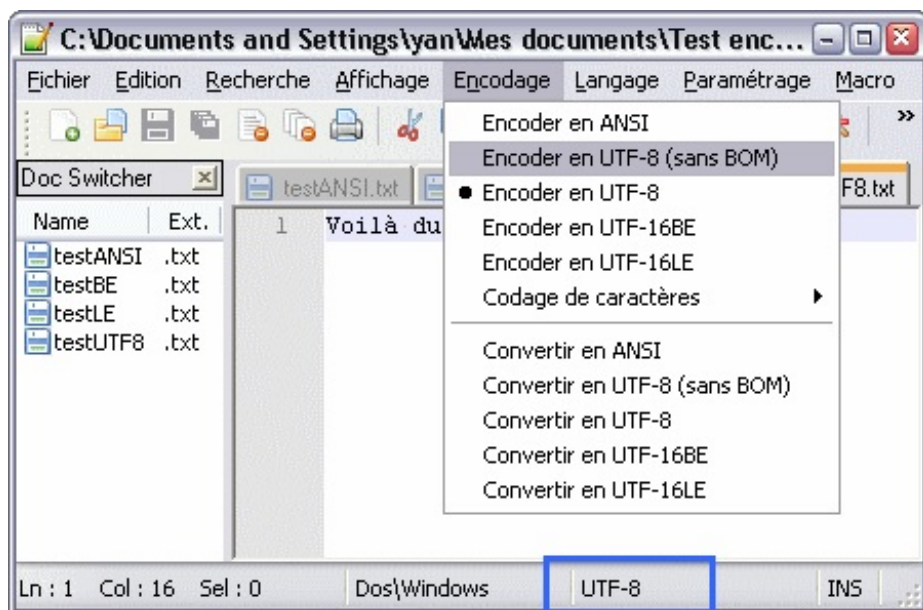 C:\Documents and Settings\yan\Mes documents\Test enc...
Fichier Edition Recherche Affichage Encodage Langage Paramétrage Macro
»
Doc Switcher
Name Ext.
testANSI .txt
testBE .txt
testLE .txt
testUTF8 .txt
testANSI.txt
F8.txt
1 Voilà du
Encoder en ANSI
Encoder en UTF-8 (sans BOM)
Encoder en UTF-8
Encoder en UTF-16BE
Encoder en UTF-16LE
Codage de caractères
Convertir en ANSI
Convertir en UTF-8 (sans BOM)
Convertir en UTF-8
Convertir en UTF-16BE
Convertir en UTF-16LE
Ln : 1 Col : 16 Sel : 0 Dos\Windows UTF-8 INS